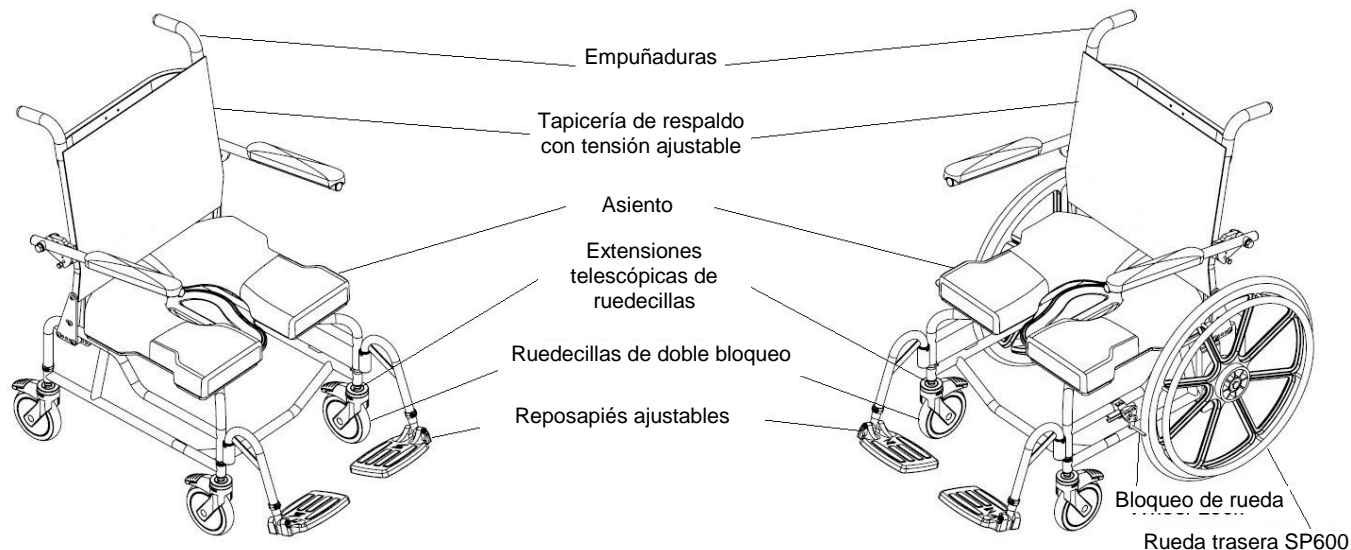 Empuñaduras
Tapicería de respaldo
con tensión ajustable
Asiento
Extensiones
telescópicas de
ruedecillas
Ruedecillas de doble bloqueo
Reposapiés ajustables
Bloqueo de rueda
Rueda trasera SP600